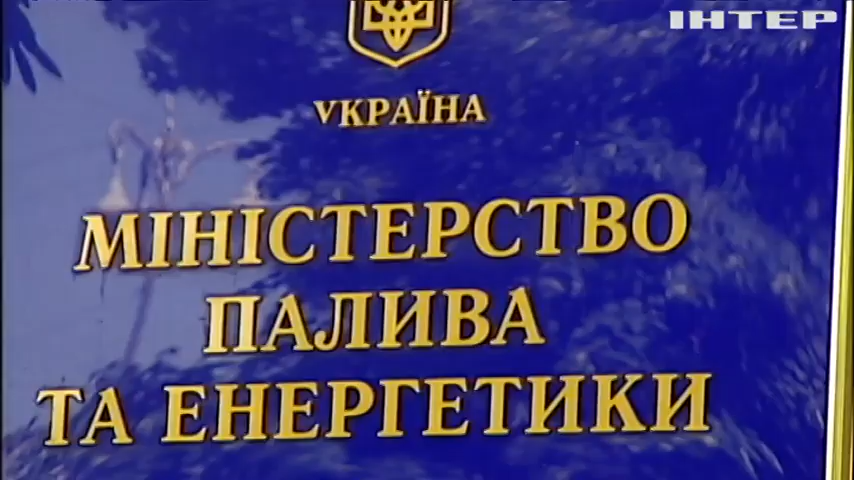 ІНТЕР
УКРАЇНА
МІНІСТЕРСТВО
ПАЛИВА
ТА ЕНЕРГЕТИКИ